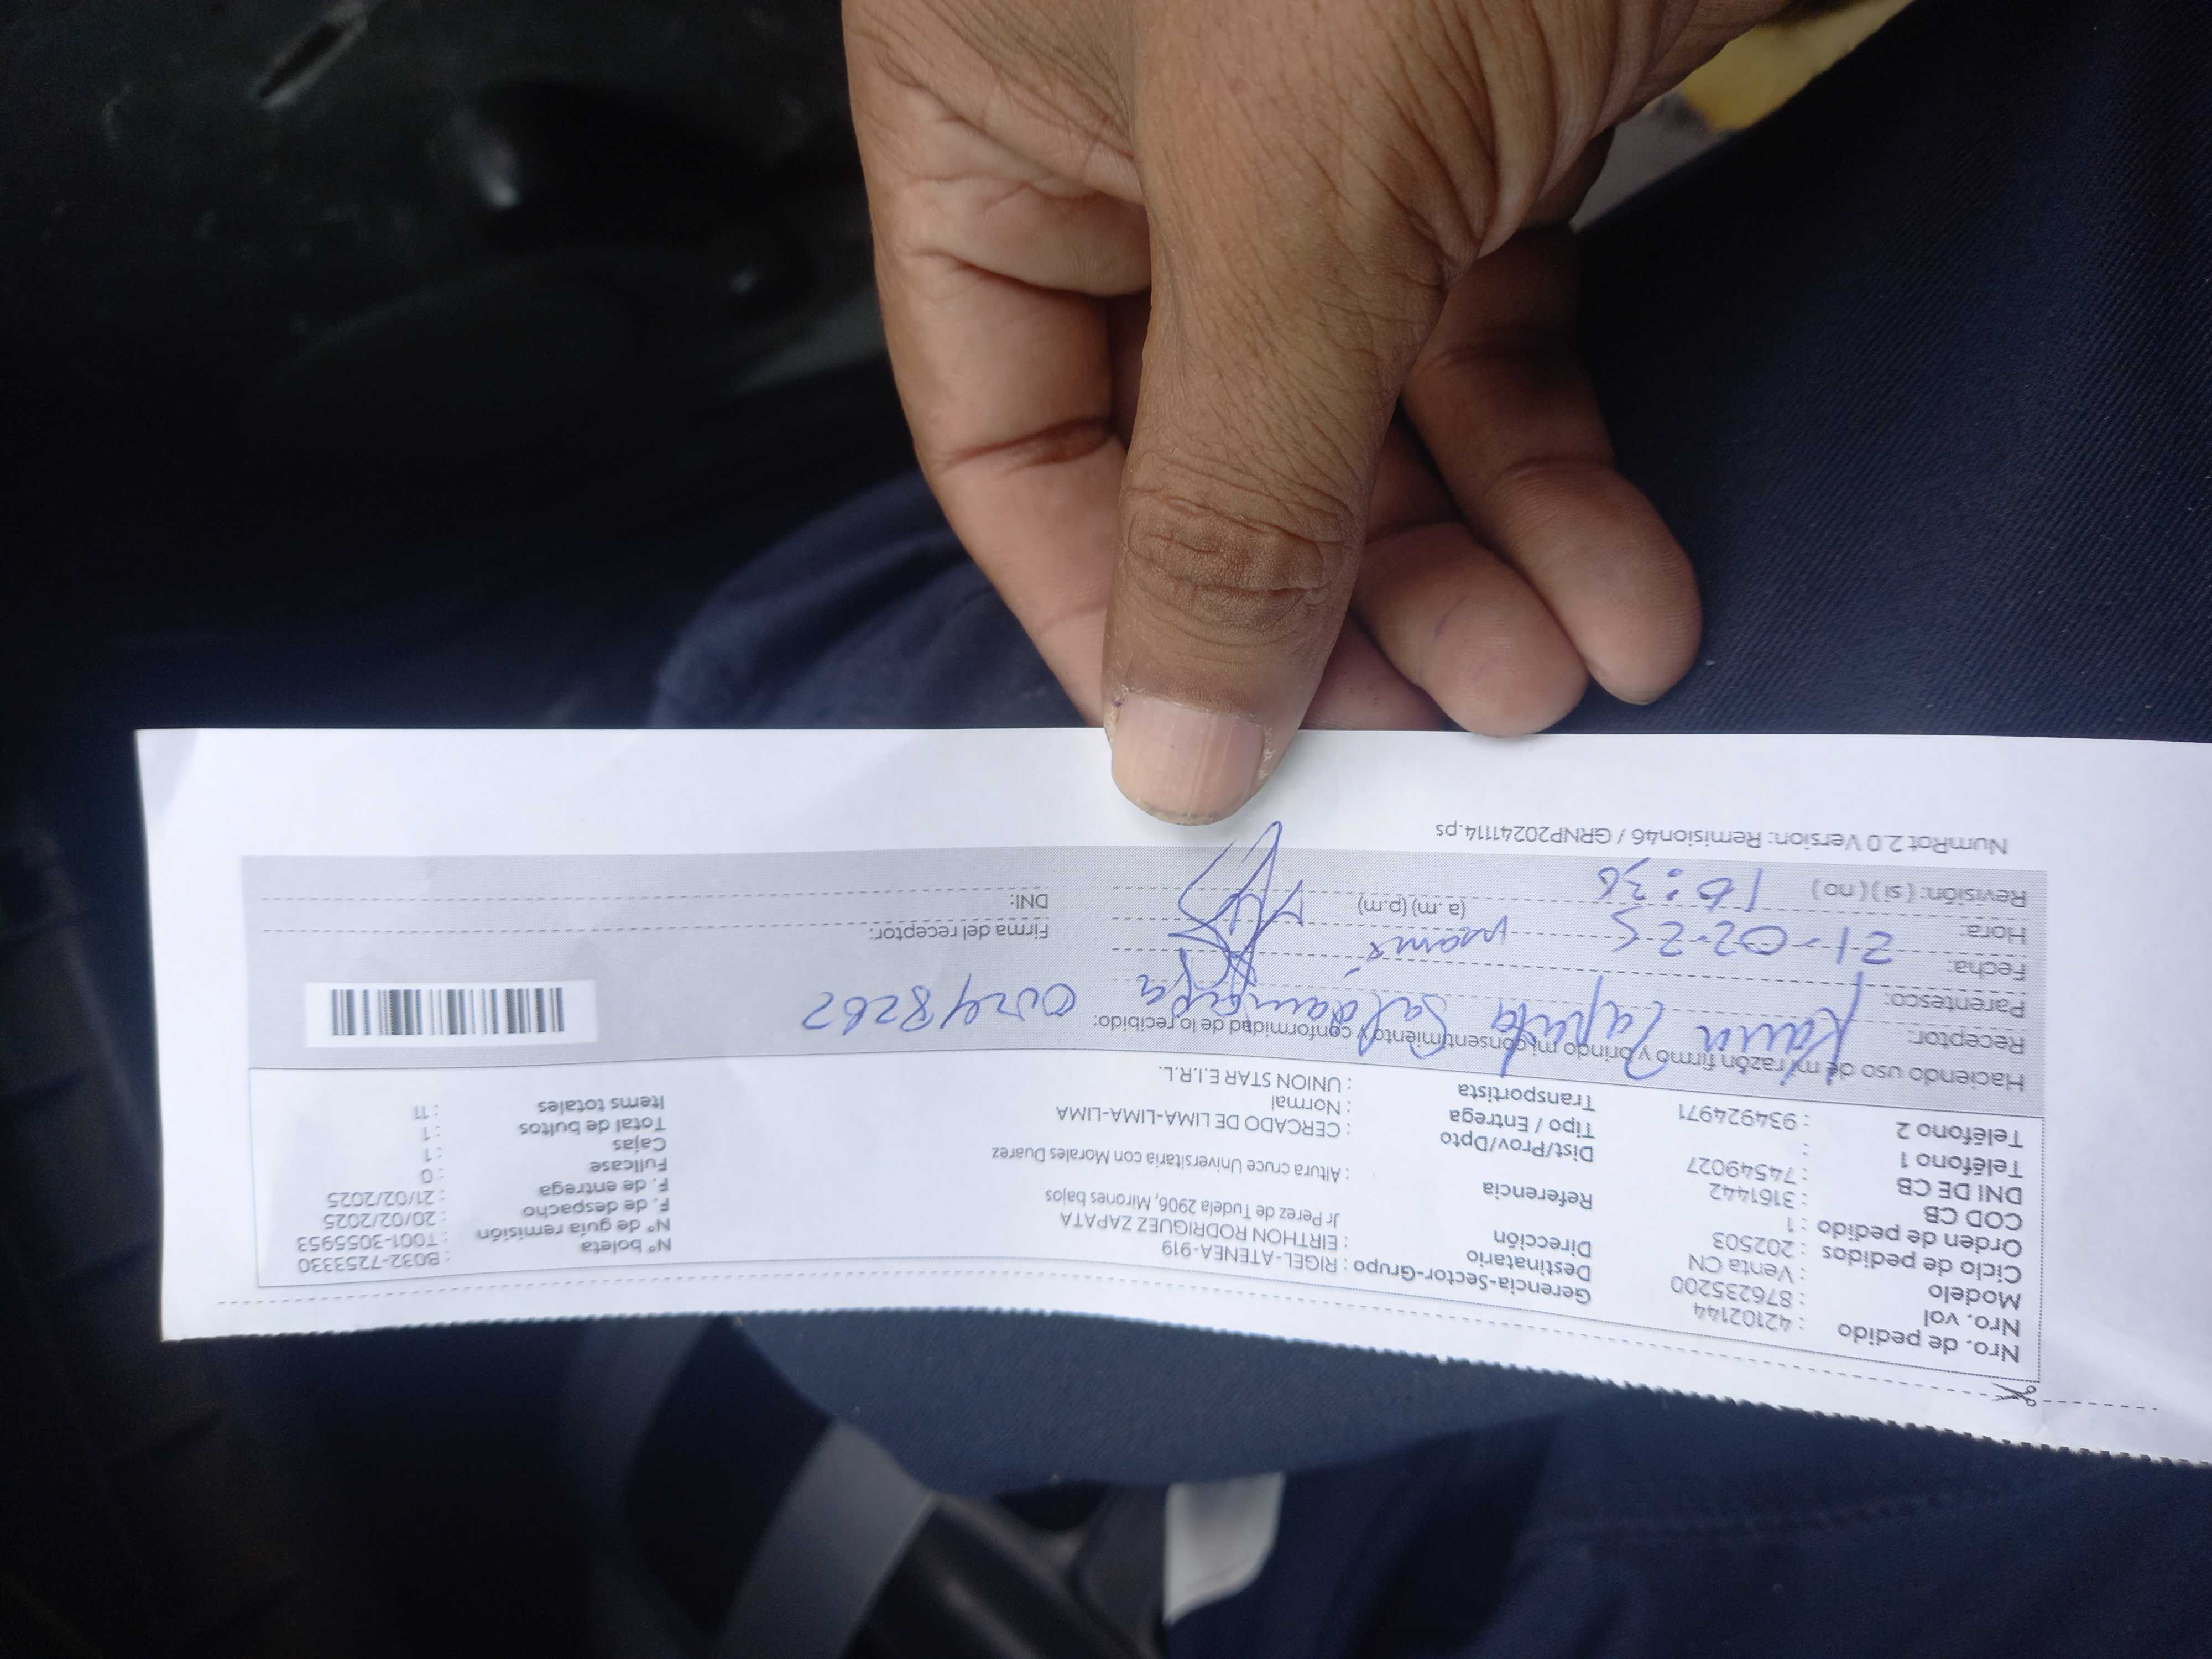 Nro. de pedido : 42102144
Nro. vol : 876235200
Modelo : Venta CN
Ciclo de pedidos : 202503
Orden de pedido : 1
COD CB : 3161442
DNI DE CB : 74549027
Teléfono 1 :
Teléfono 2 : 934924971
Gerencia-Sector-Grupo : RIGEL-ATENEA-919
Destinatario : EIRTHON RODRIGUEZ ZAPATA
Dirección Jr Perez de Tudela 2906, Mirones bajos
Referencia : Altura cruce Universitaria con Morales Duarez
Dist/Prov/Dpto : CERCADO DE LIMA-LIMA-LIMA
Tipo / Entrega : Normal
Transportista : UNION STAR E.I.R.L.
N° boleta : B032-7253330
N° de guía remisión : T001-3055953
F. de despacho : 20/02/2025
F. de entrega : 21/02/2025
Fullcase : 0
Cajas : 1
Total de bultos : 1
Items totales : 11
Haciendo uso de mi razón firmo y brindo mi consentimiento y conformidad de lo recibido:
Receptor: Zapata
Parentesco: mamá
Fecha: 21-02-25
Hora: 16:36 (a.m) (p.m)
Revisión: ( si ) ( no )
Firma del receptor:
DNI:
NumRot 2.0 Version: Remision46 / GRNP20241114.ps